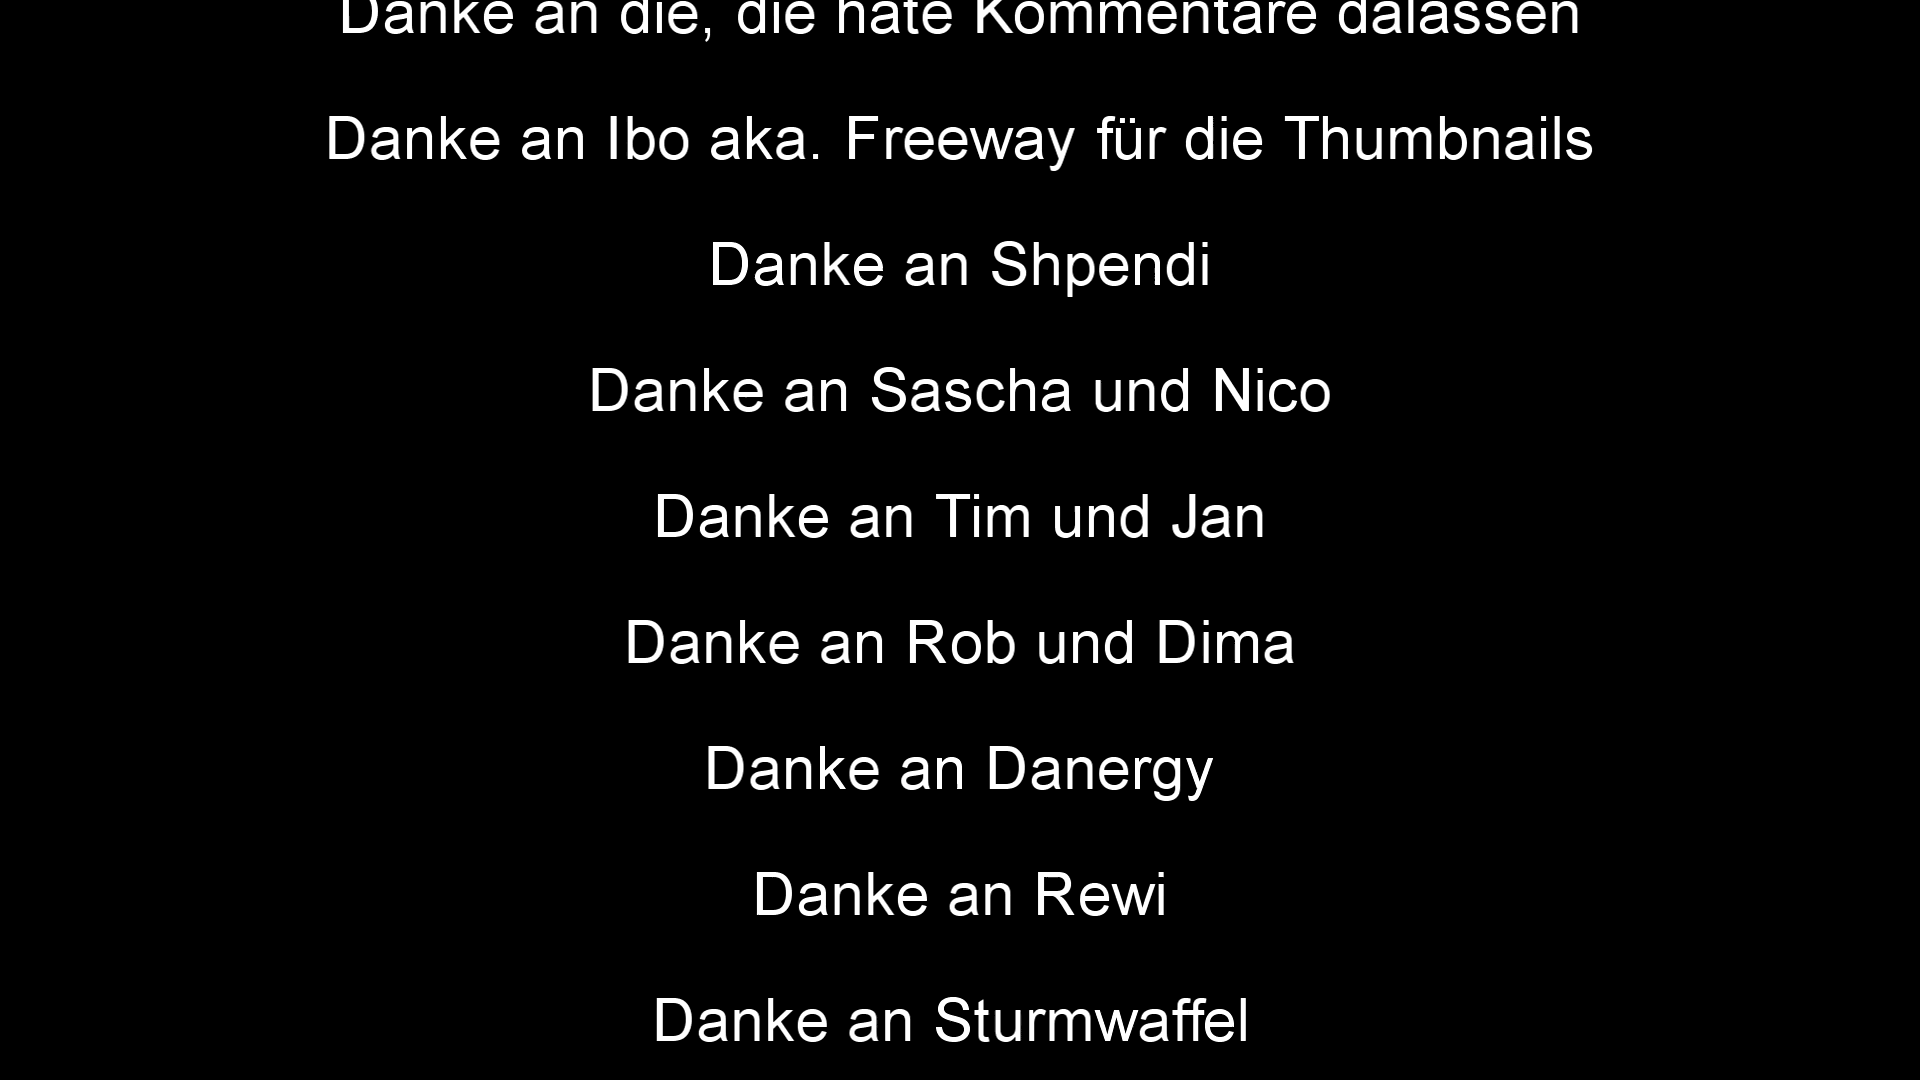 Danke an die, die hate Kommentare dalassen
Danke an Ibo aka. Freeway für die Thumbnails
Danke an Shpendi
Danke an Sascha und Nico
Danke an Tim und Jan
Danke an Rob und Dima
Danke an Danergy
Danke an Rewi
Danke an Sturmwaffel